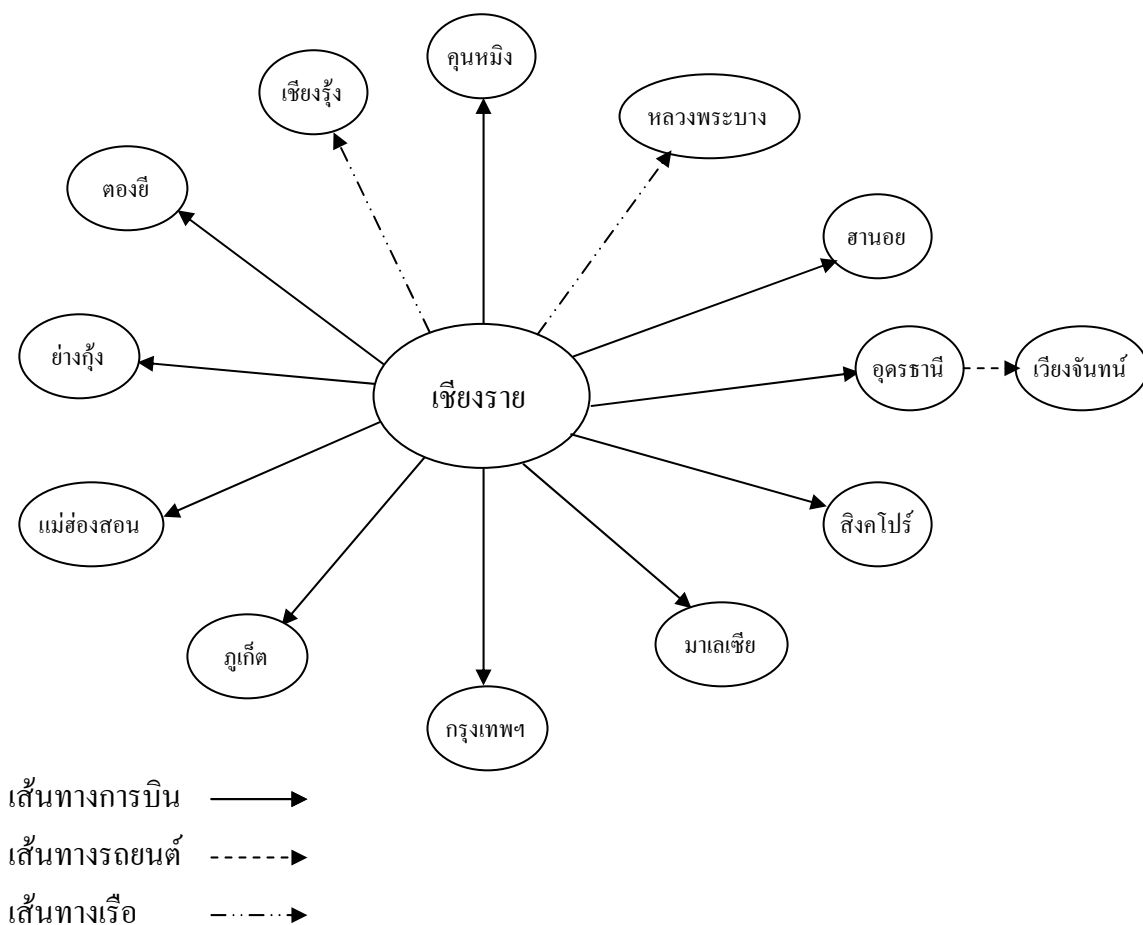 คุนหมิง
เชียงรุ้ง
หลวงพระบาง
ตองยี
ฮานอย
ย่างกุ้ง
อุดรธานี
เวียงจันทน์
เชียงราย
แม่ฮ่องสอน
สิงคโปร์
ภูเก็ต
มาเลเซีย
กรุงเทพฯ
เส้นทางการบิน
เส้นทางรถยนต์
เส้นทางเรือ